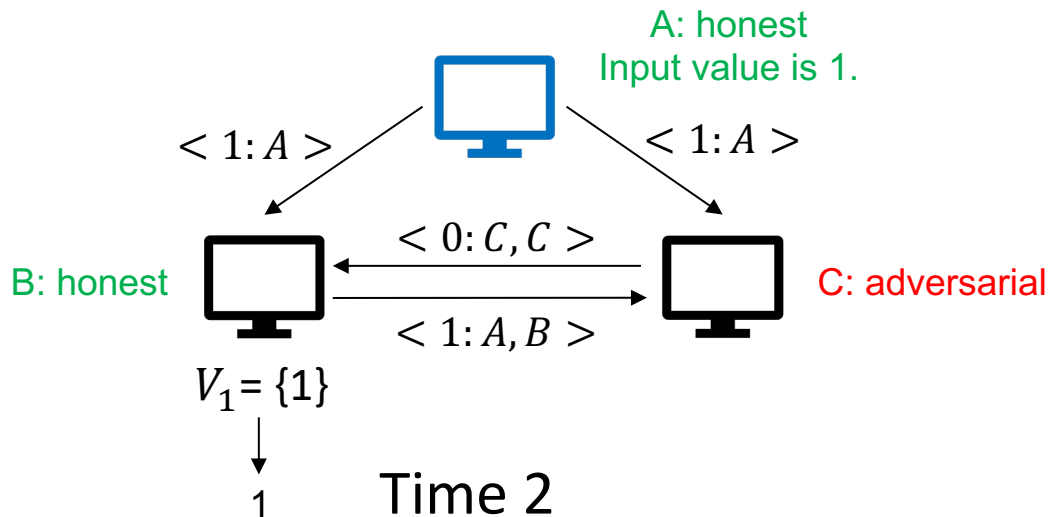 A: honest
Input value is 1.
< 1: A >
< 1: A >
< 0: C, C >
B: honest
C: adversarial
< 1: A, B >
V₁= {1}
1
Time 2